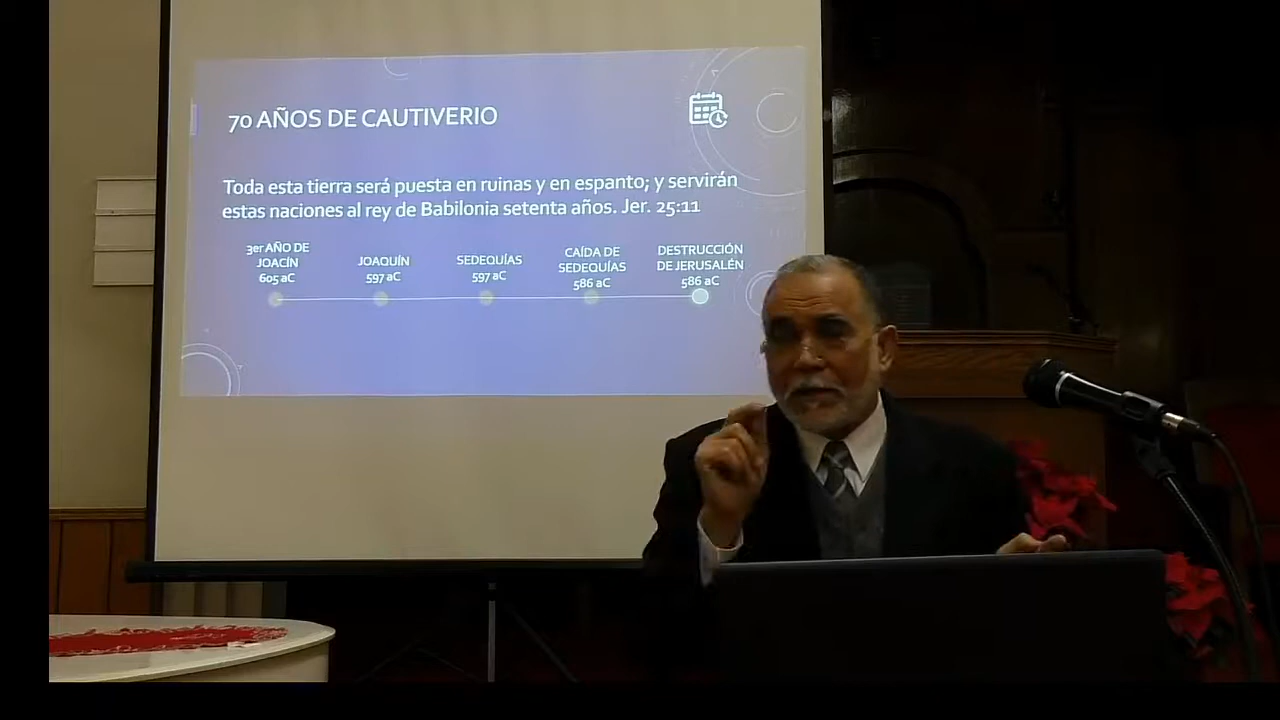 70 AÑOS DE CAUTIVERIO
Toda esta tierra será puesta en ruinas y en espanto; y servirán
estas naciones al rey de Babilonia setenta años. Jer. 25:11
3er AÑO DE
JOACÍN
605 aC
JOAQUÍN
597 aC
SEDEQUÍAS
597 aC
CAÍDA DE
SEDEQUÍAS
586 aC
DESTRUCCIÓN
DE JERUSALÉN
586 aC